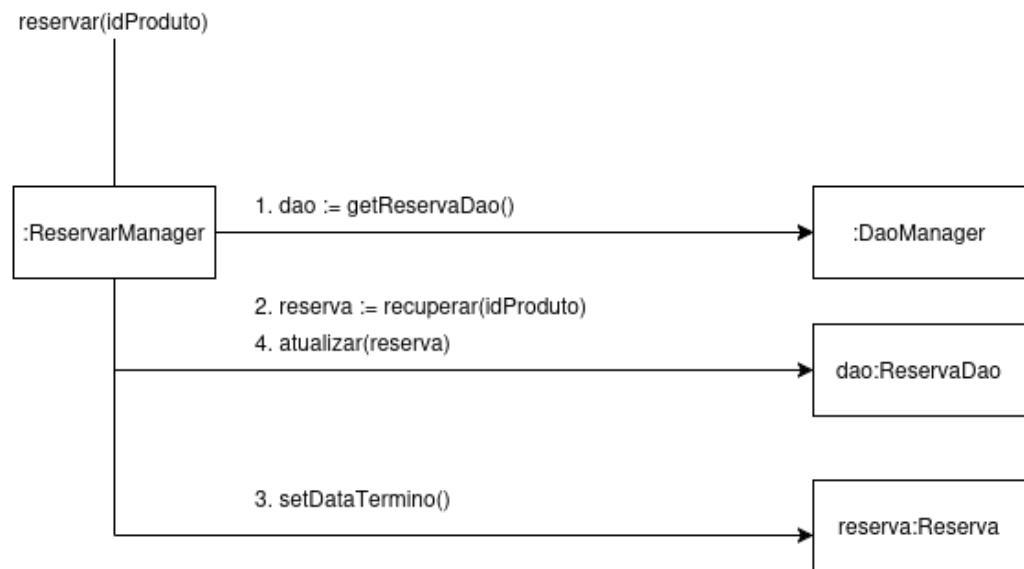 reservar(idProduto)
1. dao := getReservaDao()
:ReservarManager
:DaoManager
2. reserva := recuperar(idProduto)
4. atualizar(reserva)
dao:ReservaDao
3. setDataTermino()
reserva:Reserva